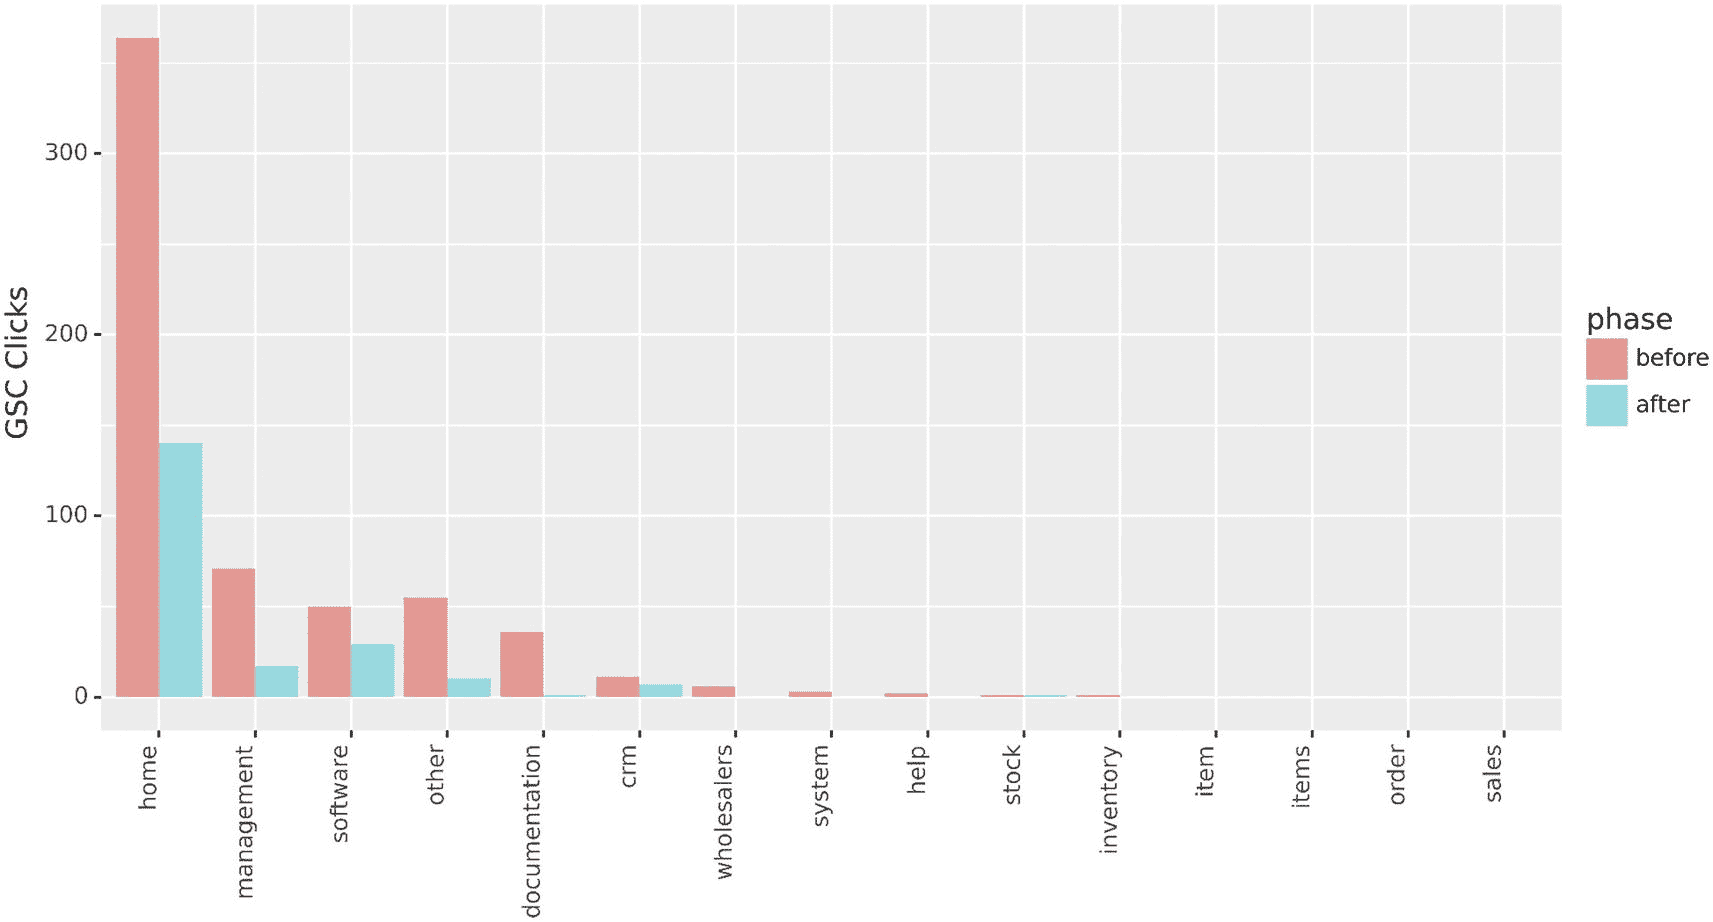 GSC Clicks
300
200
100
0
home
management
software
other
documentation
crm
wholesalers
system
help
stock
inventory
item
items
order
sales
phase
before
after